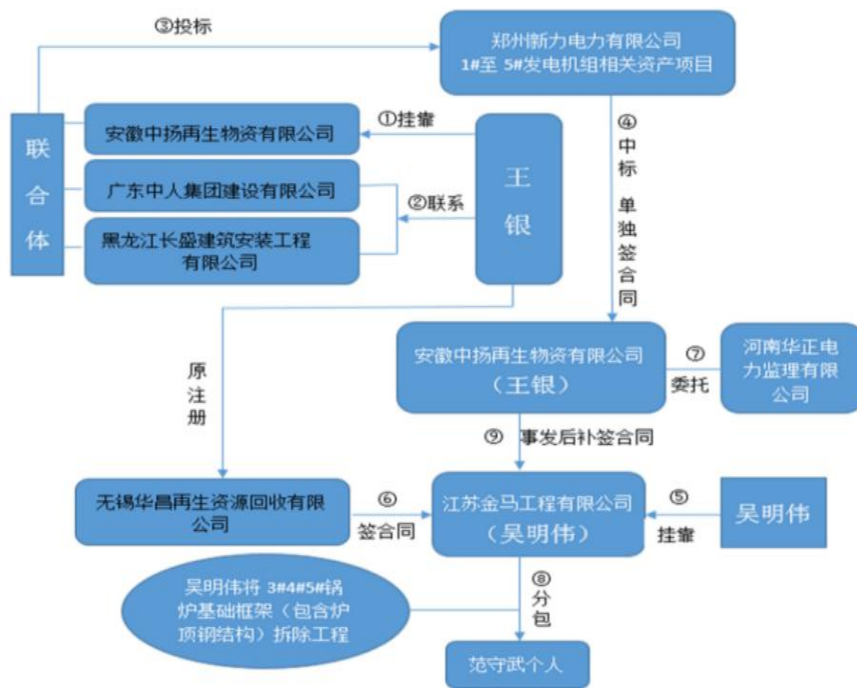 ③投标
郑州新力电力有限公司
1#至 5#发电机组相关资产项目
联
合
体
安徽中扬再生物资有限公司
①挂靠
广东中人集团建设有限公司
②联系
黑龙江长盛建筑安装工程
有限公司
王
银
④
中
标
单
独
签
合
同
原
注
册
安徽中扬再生物资有限公司
（王银）
⑦
委托
河南华正电
力监理有限
公司
⑨ 事发后补签合同
无锡华昌再生资源回收有限
公司
⑥
签合同
江苏金马工程有限公司
（吴明伟）
⑤
挂靠
吴明伟
吴明伟将 3#4#5#锅
炉基础框架（包含炉
顶钢结构）拆除工程
⑧
分
包
范守武个人